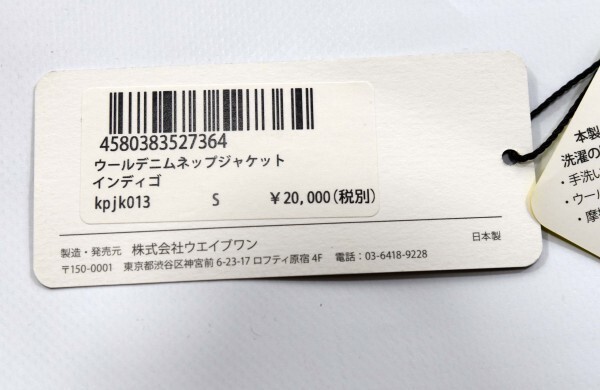 4580383527364
ウールデニムネップジャケット
インディゴ
kpjk013 S ¥20,000(税別)
製造・発売元 株式会社ウエイブワン
日本製
〒150-0001 東京都渋谷区神宮前 6-23-17 ロフティ原宿 4F 電話：03-6418-9228
本製
洗濯の
・手洗い
・ウー
・摩